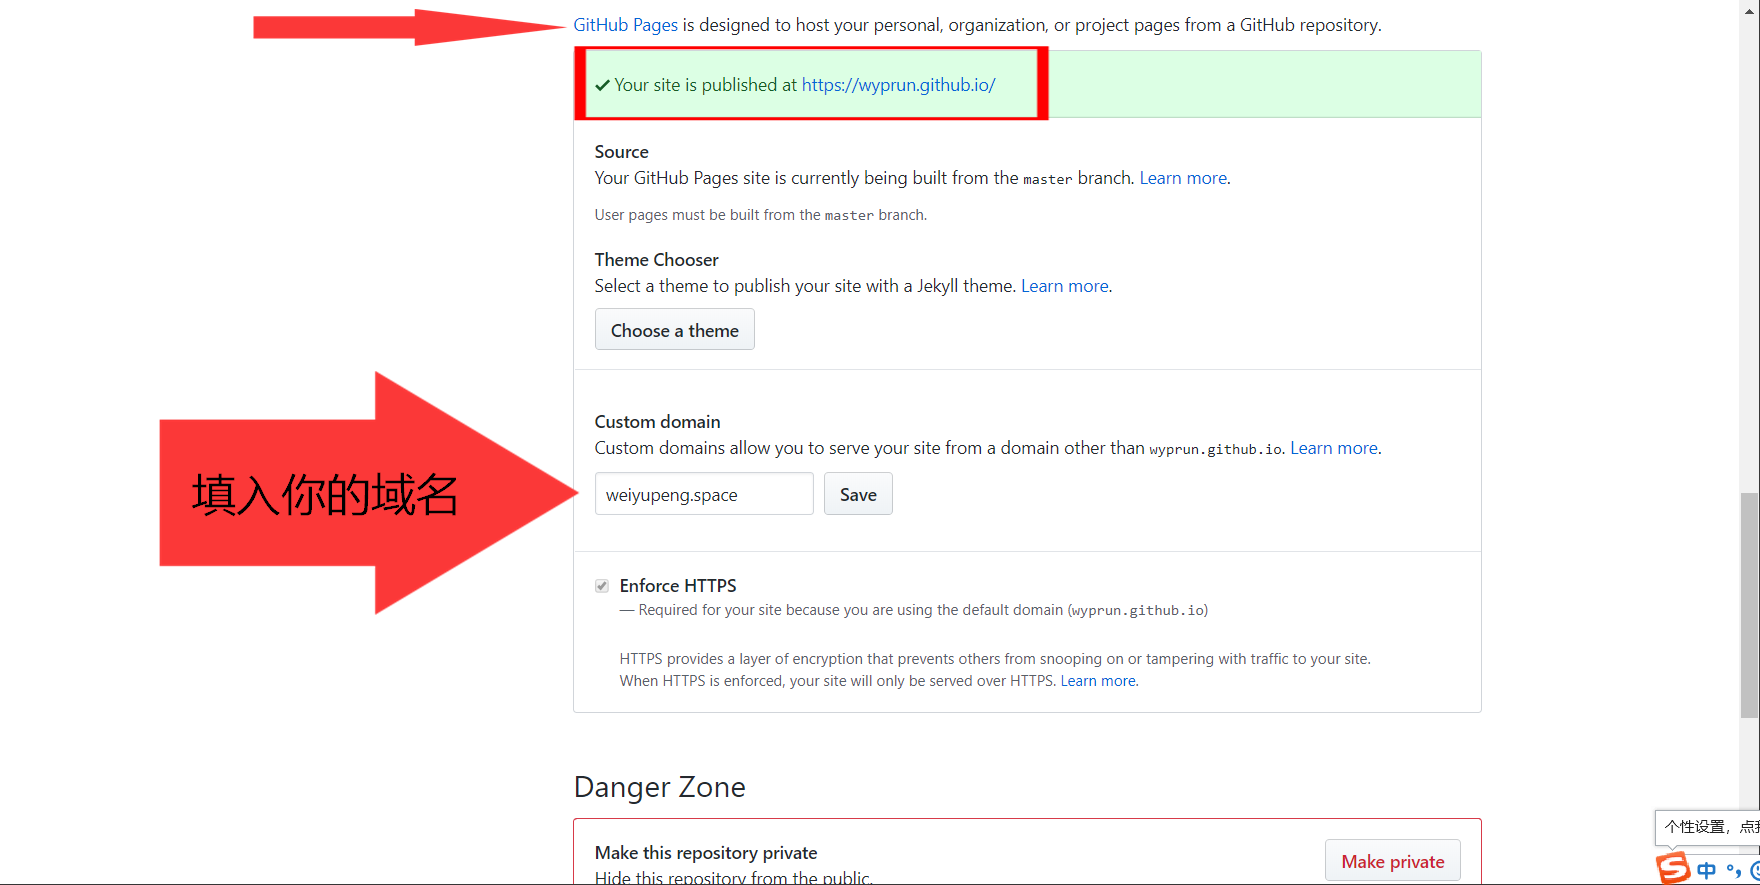 GitHub Pages is designed to host your personal, organization, or project pages from a GitHub repository.
Your site is published at https://wyprun.github.io/
Source
Your GitHub Pages site is currently being built from the master branch. Learn more.
User pages must be built from the master branch.
Theme Chooser
Select a theme to publish your site with a Jekyll theme. Learn more.
Choose a theme
Custom domain
Custom domains allow you to serve your site from a domain other than wyprun.github.io. Learn more.
填入你的域名
weiyupeng.space
Save
Enforce HTTPS
— Required for your site because you are using the default domain (wyprun.github.io)
HTTPS provides a layer of encryption that prevents others from snooping on or tampering with traffic to your site.
When HTTPS is enforced, your site will only be served over HTTPS. Learn more.
Danger Zone
Make this repository private
Make private
Hide this repository from the public.
个性设置，点
S 中 °,